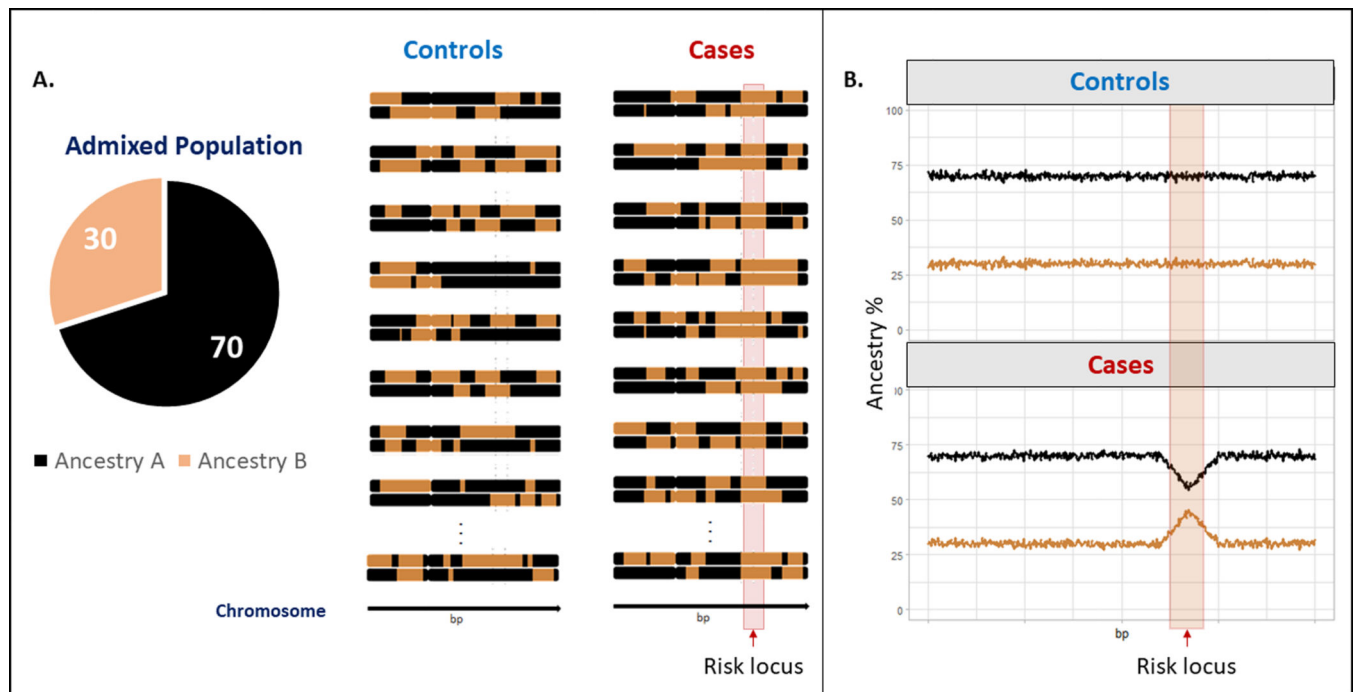 A.
Controls
Cases
Admixed Population
30
70
Ancestry A
Ancestry B
Chromosome
bp
bp
Risk locus
B.
Controls
100
75
50
25
0
Ancestry %
Cases
75
50
25
0
bp
Risk locus